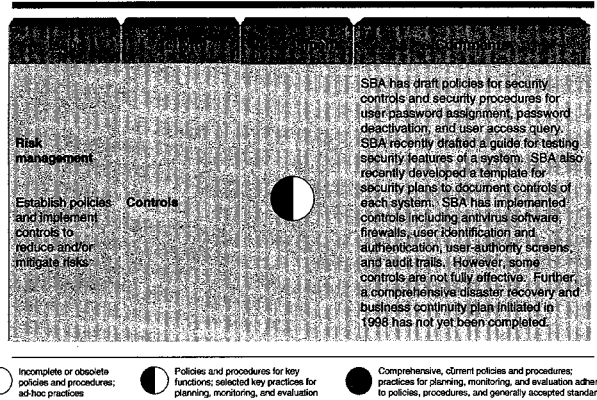 Risk
management
Establish policies
and implement
controls to
reduce and/or
mitigate risks
Controls
SBA has draft policies for security
controls and security procedures for
user password assignment, password
deactivation, and user access query.
SBA recently drafted a guide for testing
security features of a system. SBA also
recently developed a template for
security plans to document controls of
each system. SBA has implemented
controls including antivirus software,
firewalls, user identification and
authentication, user-authority screens,
and audit trails. However, some
controls are not fully effective. Further,
a comprehensive disaster recovery and
business continuity plan initiated in
1998 has not yet been completed.
Incomplete or obsolete
policies and procedures;
ad-hoc practices
Policies and procedures for key
functions; selected key practices for
planning, monitoring, and evaluation
Comprehensive, current policies and procedures;
practices for planning, monitoring, and evaluation adher
to policies, procedures, and generally accepted standar